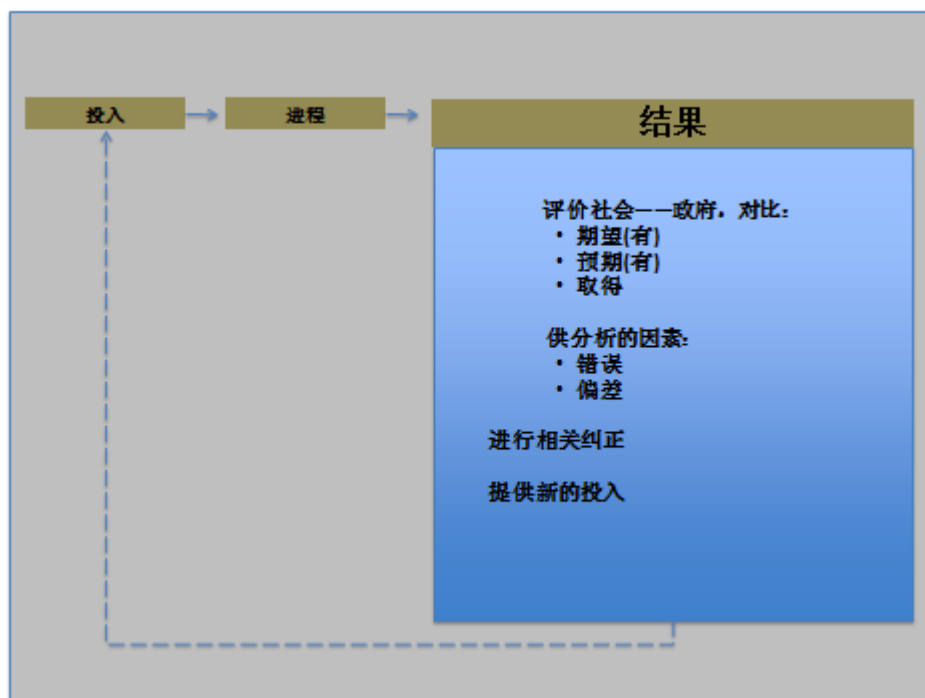 投入
进程
结果
评价社会——政府，对比：
• 期望(有)
• 预期(有)
• 取得
供分析的因素：
• 错误
• 偏差
进行相关纠正
提供新的投入